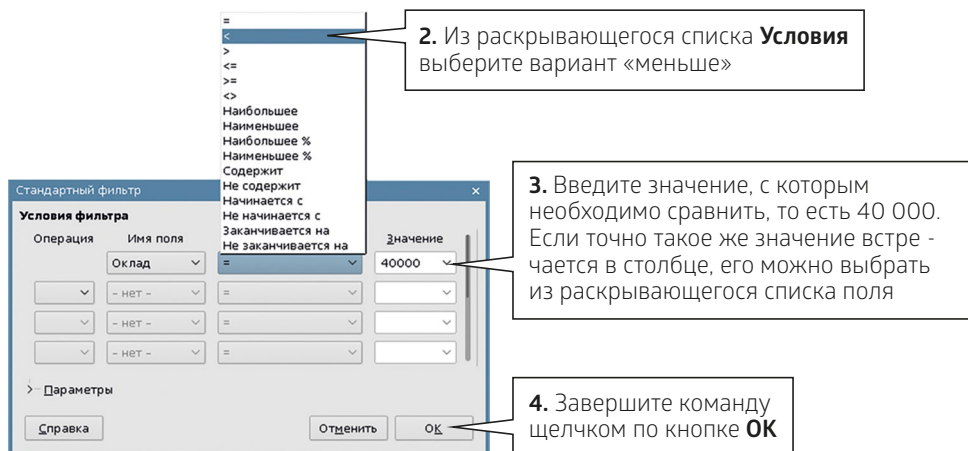 =
<
>
<=
>=
<>
Наибольшее
Наименьшее
Наибольшее %
Наименьшее %
Содержит
Не содержит
Начинается с
Не начинается с
Заканчивается на
Не заканчивается на
2. Из раскрывающегося списка Условия
выберите вариант «меньше»
Стандартный фильтр ×
Условия фильтра
Операция Имя поля Значение
Оклад = 40000
- нет - =
- нет - =
- нет - =
Параметры
Справка Отменить ОК
3. Введите значение, с которым
необходимо сравнить, то есть 40 000.
Если точно такое же значение встре -
чается в столбце, его можно выбрать
из раскрывающегося списка поля
4. Завершите команду
щелчком по кнопке ОК